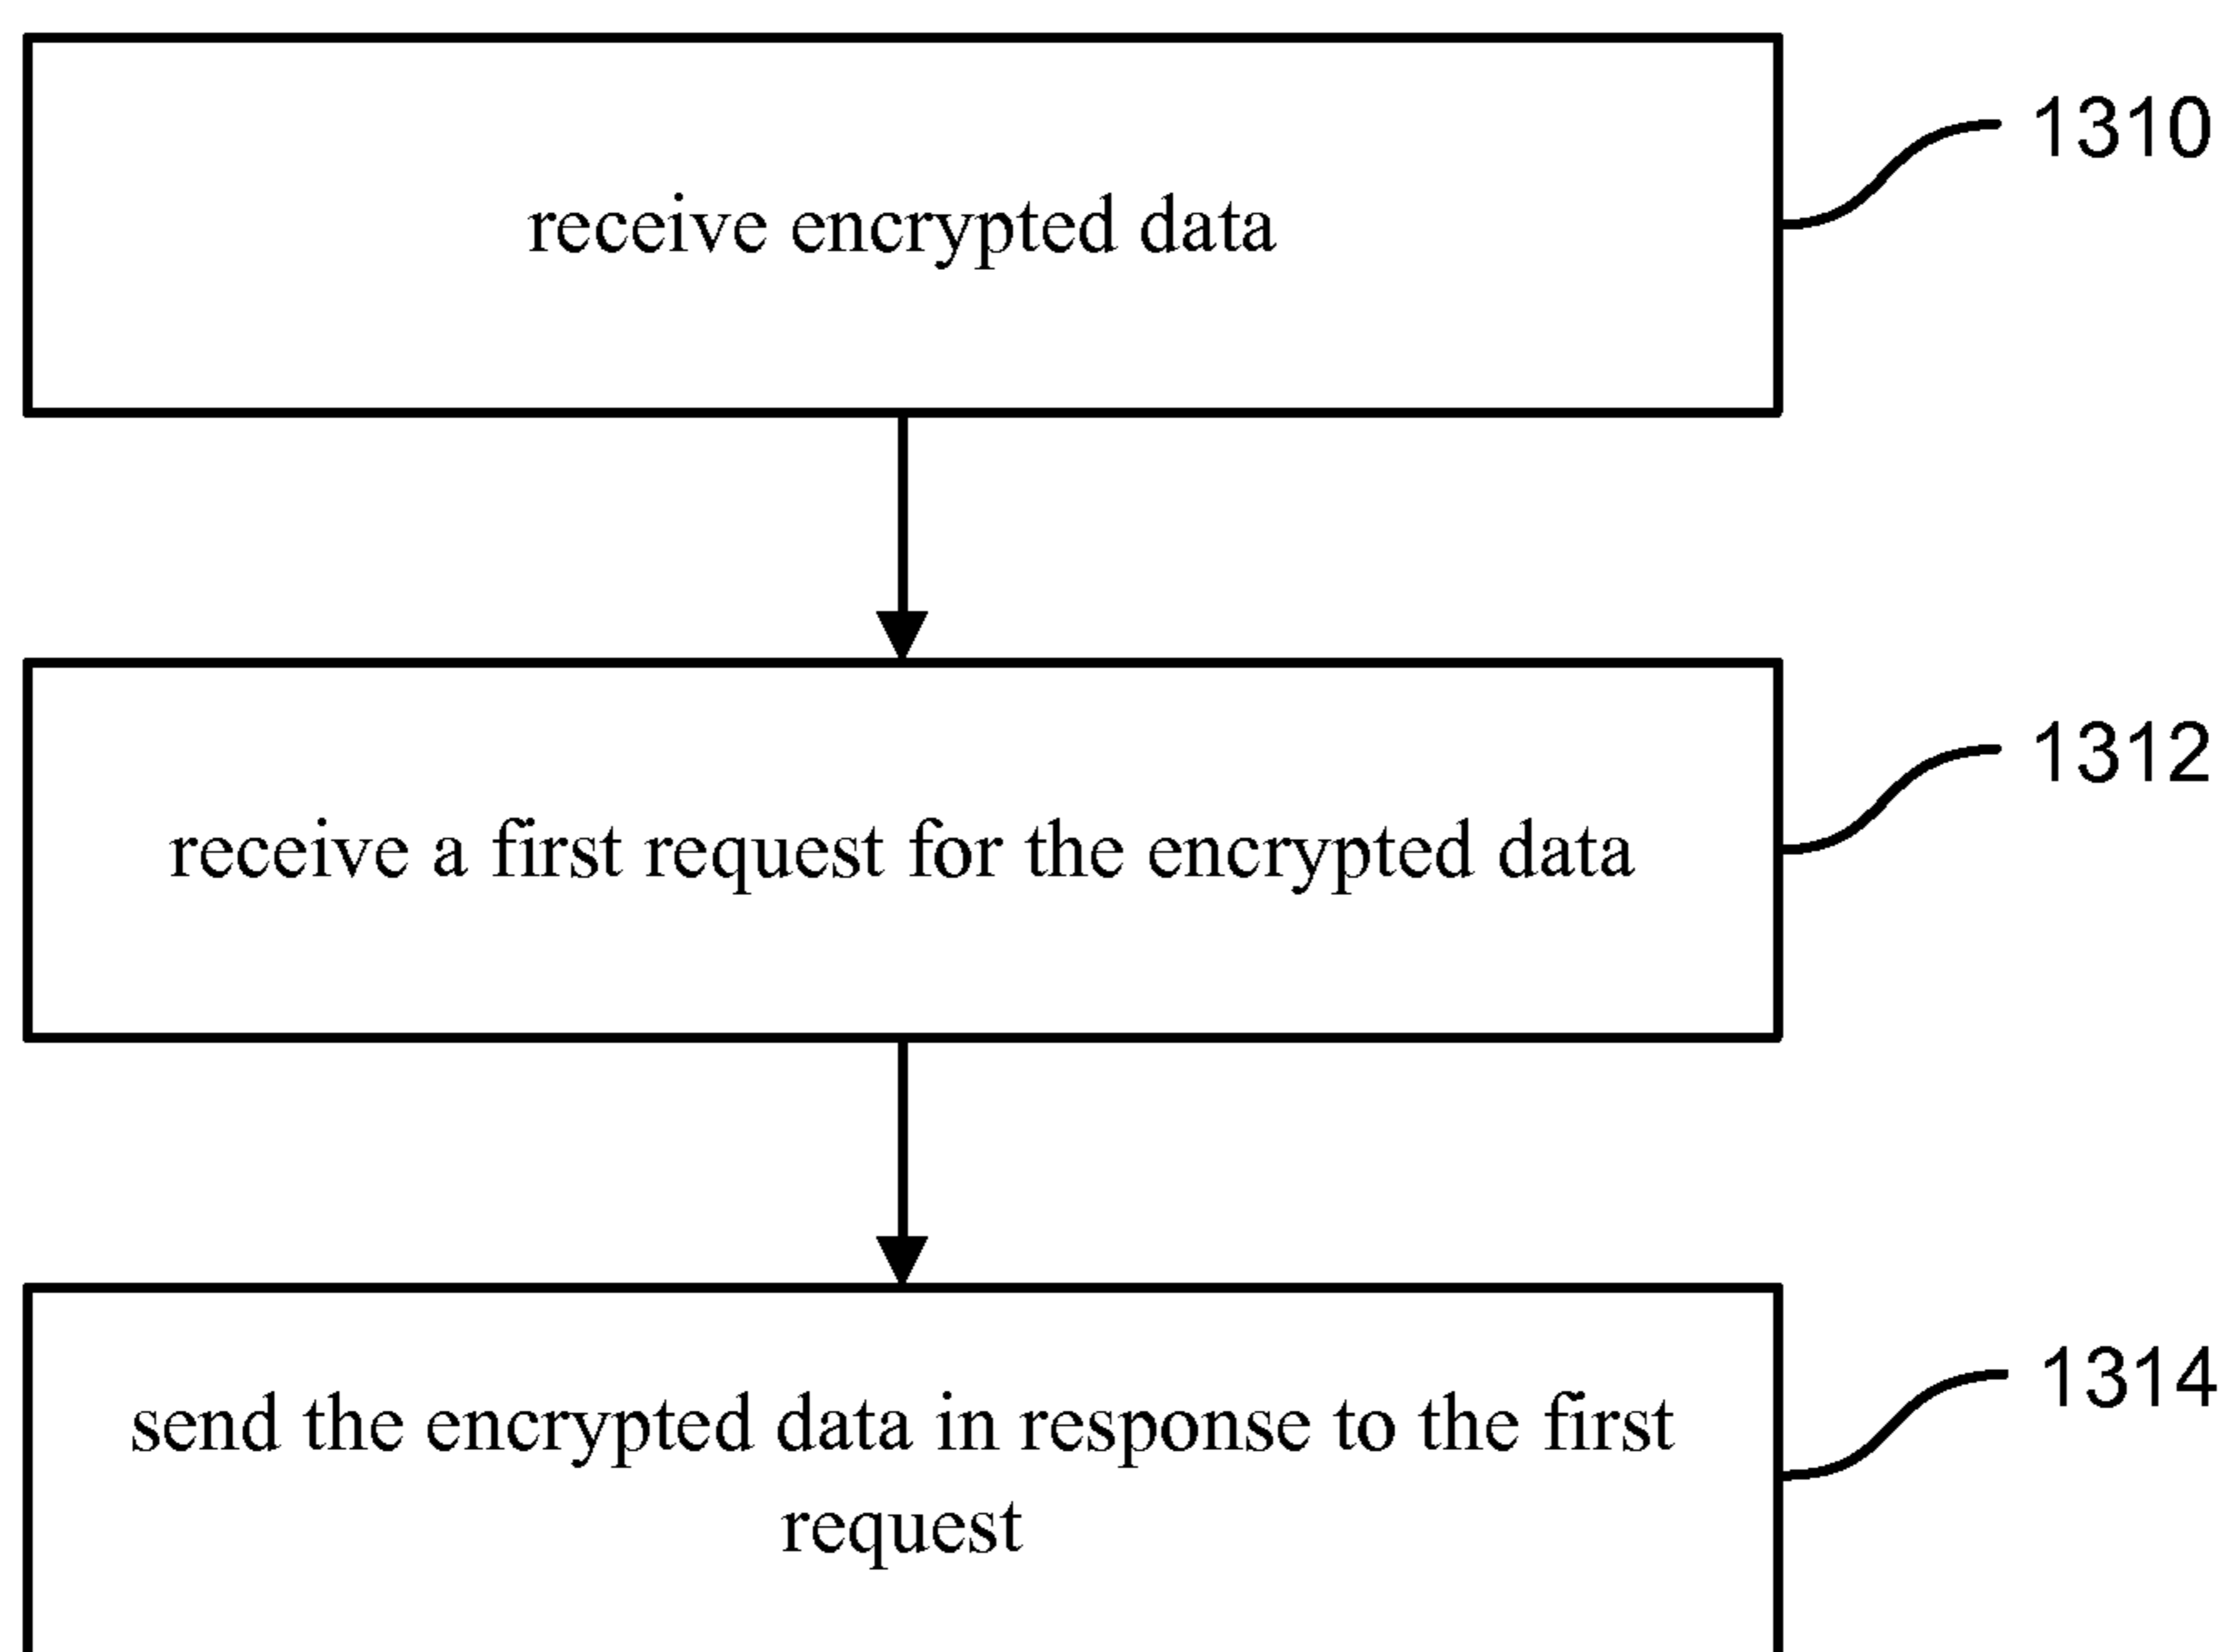 receive encrypted data
1310
receive a first request for the encrypted data
1312
send the encrypted data in response to the first
request
1314